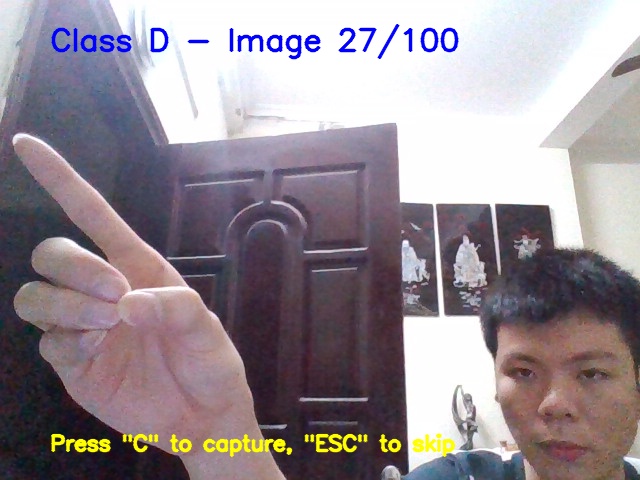 Class D - Image 27/100
Press "C" to capture, "ESC" to skip